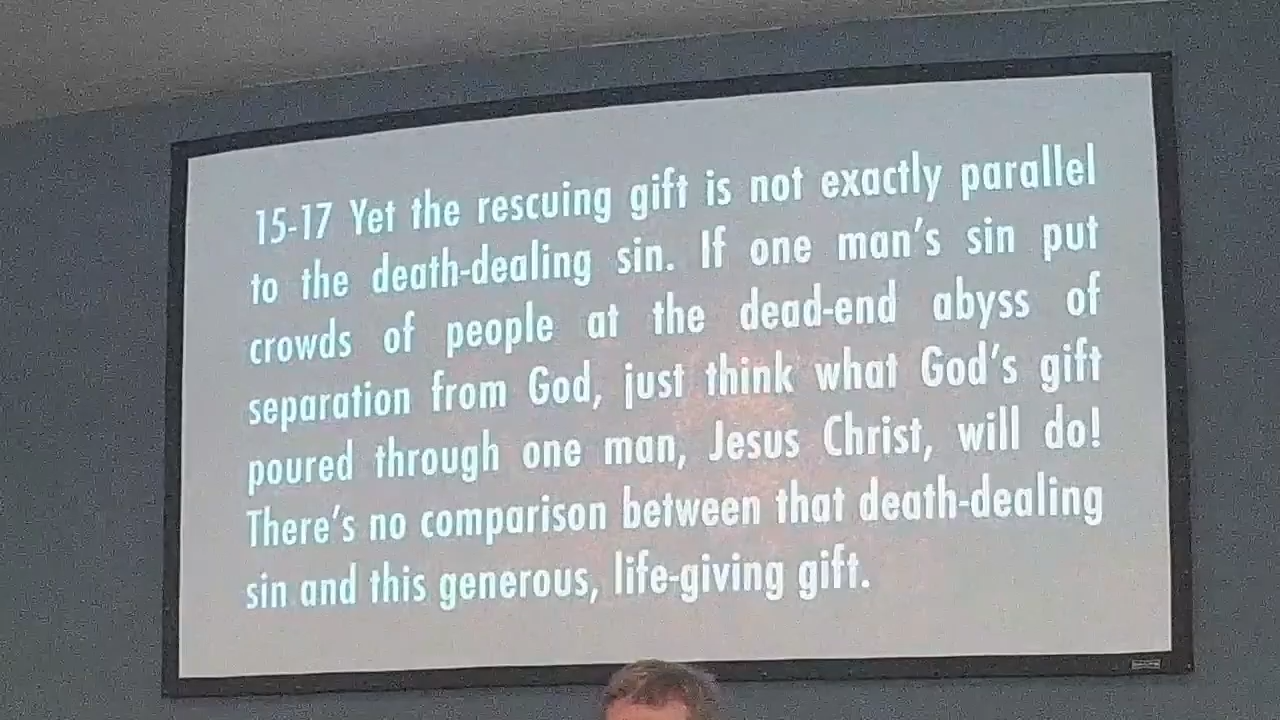 15-17 Yet the rescuing gift is not exactly parallel
to the death-dealing sin. If one man's sin put
crowds of people at the dead-end abyss of
separation from God, just think what God's gift
poured through one man, Jesus Christ, will do!
There's no comparison between that death-dealing
sin and this generous, life-giving gift.